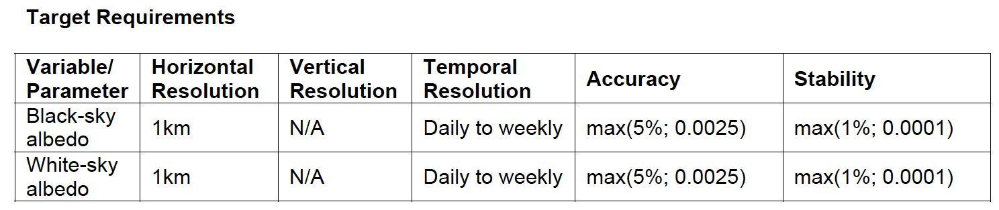 Target Requirements
Variable/ Parameter Horizontal Resolution Vertical Resolution Temporal Resolution Accuracy Stability
Black-sky albedo 1km N/A Daily to weekly max(5%; 0.0025) max(1%; 0.0001)
White-sky albedo 1km N/A Daily to weekly max(5%; 0.0025) max(1%; 0.0001)